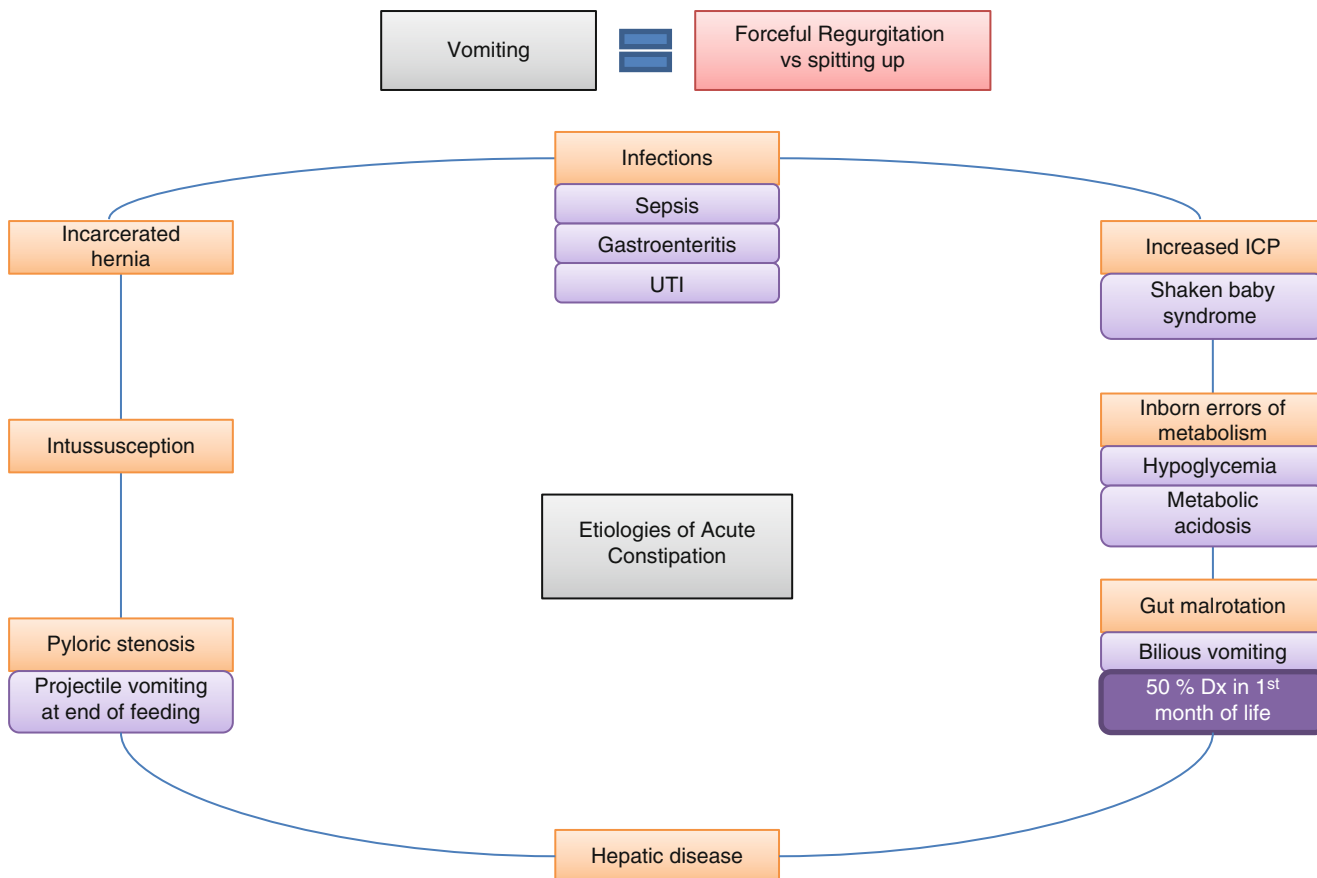 Vomiting
Forceful Regurgitation
vs spitting up
Infections
Sepsis
Gastroenteritis
UTI
Incarcerated
hernia
Increased ICP
Shaken baby
syndrome
Intussusception
Inborn errors of
metabolism
Hypoglycemia
Metabolic
acidosis
Etiologies of Acute
Constipation
Pyloric stenosis
Projectile vomiting
at end of feeding
Gut malrotation
Bilious vomiting
50 % Dx in 1st
month of life
Hepatic disease